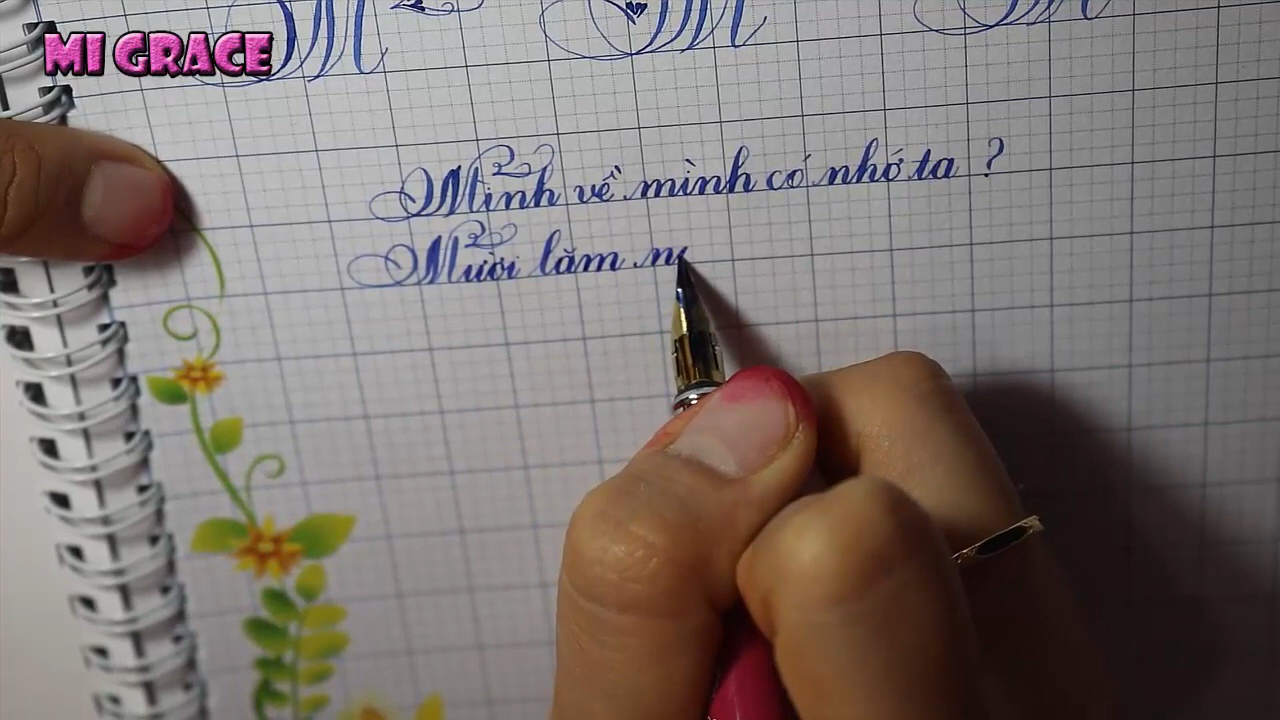 MI GRACE
M M M
Mình về mình có nhớ ta ?
Mười lăm n